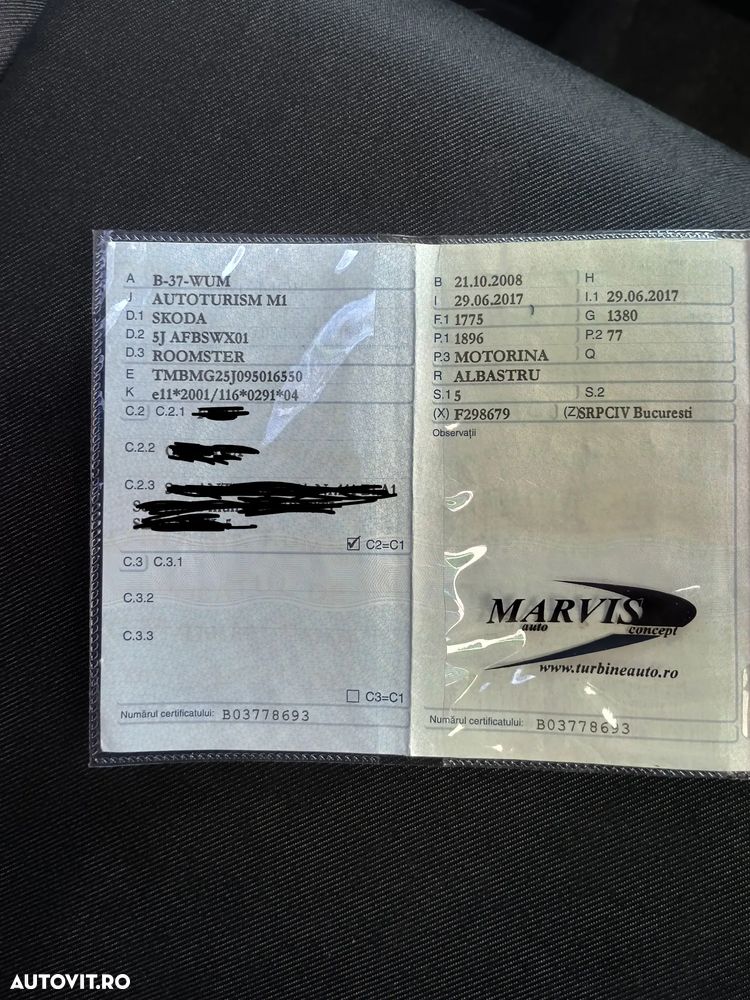 A B-37-WUM
J AUTOTURISM M1
D.1 SKODA
D.2 5J AFBSWX01
D.3 ROOMSTER
E TMBMG25J095016550
K e11*2001/116*0291*04
C.2 C.2.1
C.2.2
C.2.3
C2=C1
C.3 C.3.1
C.3.2
C.3.3
C3=C1
Numărul certificatului: B03778693
B 21.10.2008 H
I 29.06.2017 I.1 29.06.2017
F.1 1775 G 1380
P.1 1896 P.2 77
P.3 MOTORINA Q
R ALBASTRU
S.1 5 S.2
(X) F298679 (Z) SRPCIV Bucuresti
Observații
MARVIS
auto concept
www.turbineauto.ro
Numărul certificatului: B03778693
AUTOVIT.RO